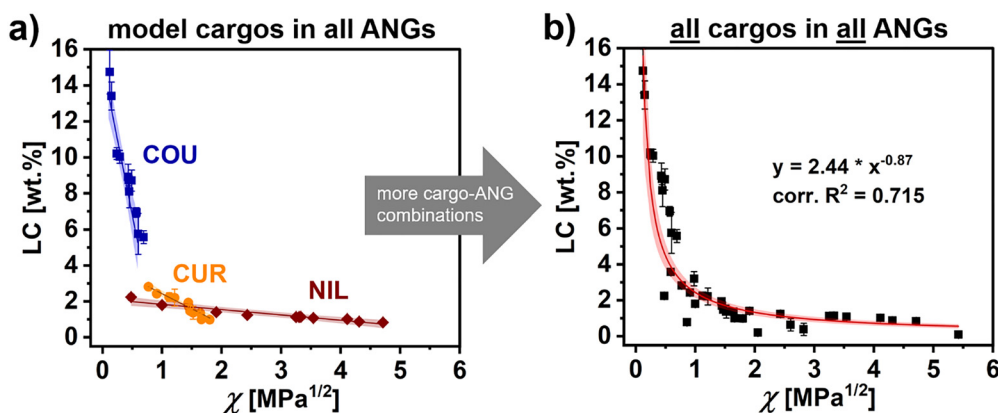 a) model cargos in all ANGs
LC [wt.%]
16
14
12
10
8
6
4
2
0
COU
CUR
NIL
0 1 2 3 4 5 6
χ [MPa1/2]
more cargo-ANG
combinations
b) all cargos in all ANGs
LC [wt.%]
16
14
12
10
8
6
4
2
0
y = 2.44 * x-0.87
corr. R2 = 0.715
0 1 2 3 4 5 6
χ [MPa1/2]